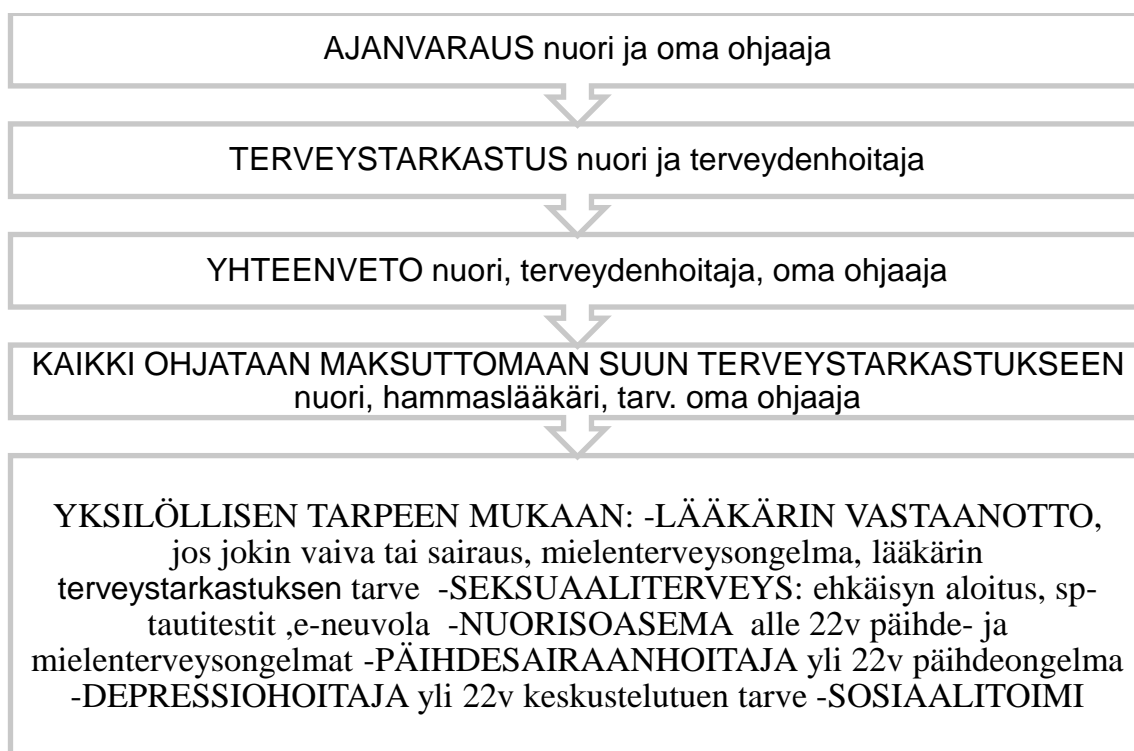 AJANVARAUS nuori ja oma ohjaaja
TERVEYSTARKASTUS nuori ja terveydenhoitaja
YHTEENVETO nuori, terveydenhoitaja, oma ohjaaja
KAIKKI OHJATAAN MAKSUTTOMAAN SUUN TERVEYSTARKASTUKSEEN
nuori, hammaslääkäri, tarv. oma ohjaaja
YKSILÖLLISEN TARPEEN MUKAAN: -LÄÄKÄRIN VASTAANOTTO,
jos jokin vaiva tai sairaus, mielenterveysongelma, lääkärin
terveystarkastuksen tarve -SEKSUAALITERVEYS: ehkäisyn aloitus, sp-
tautitestit ,e-neuvola -NUORISOASEMA alle 22v päihde- ja
mielenterveysongelmat -PÄIHDESAIRAANHOITAJA yli 22v päihdeongelma
-DEPRESSIOHOITAJA yli 22v keskustelutuen tarve -SOSIAALITOIMI